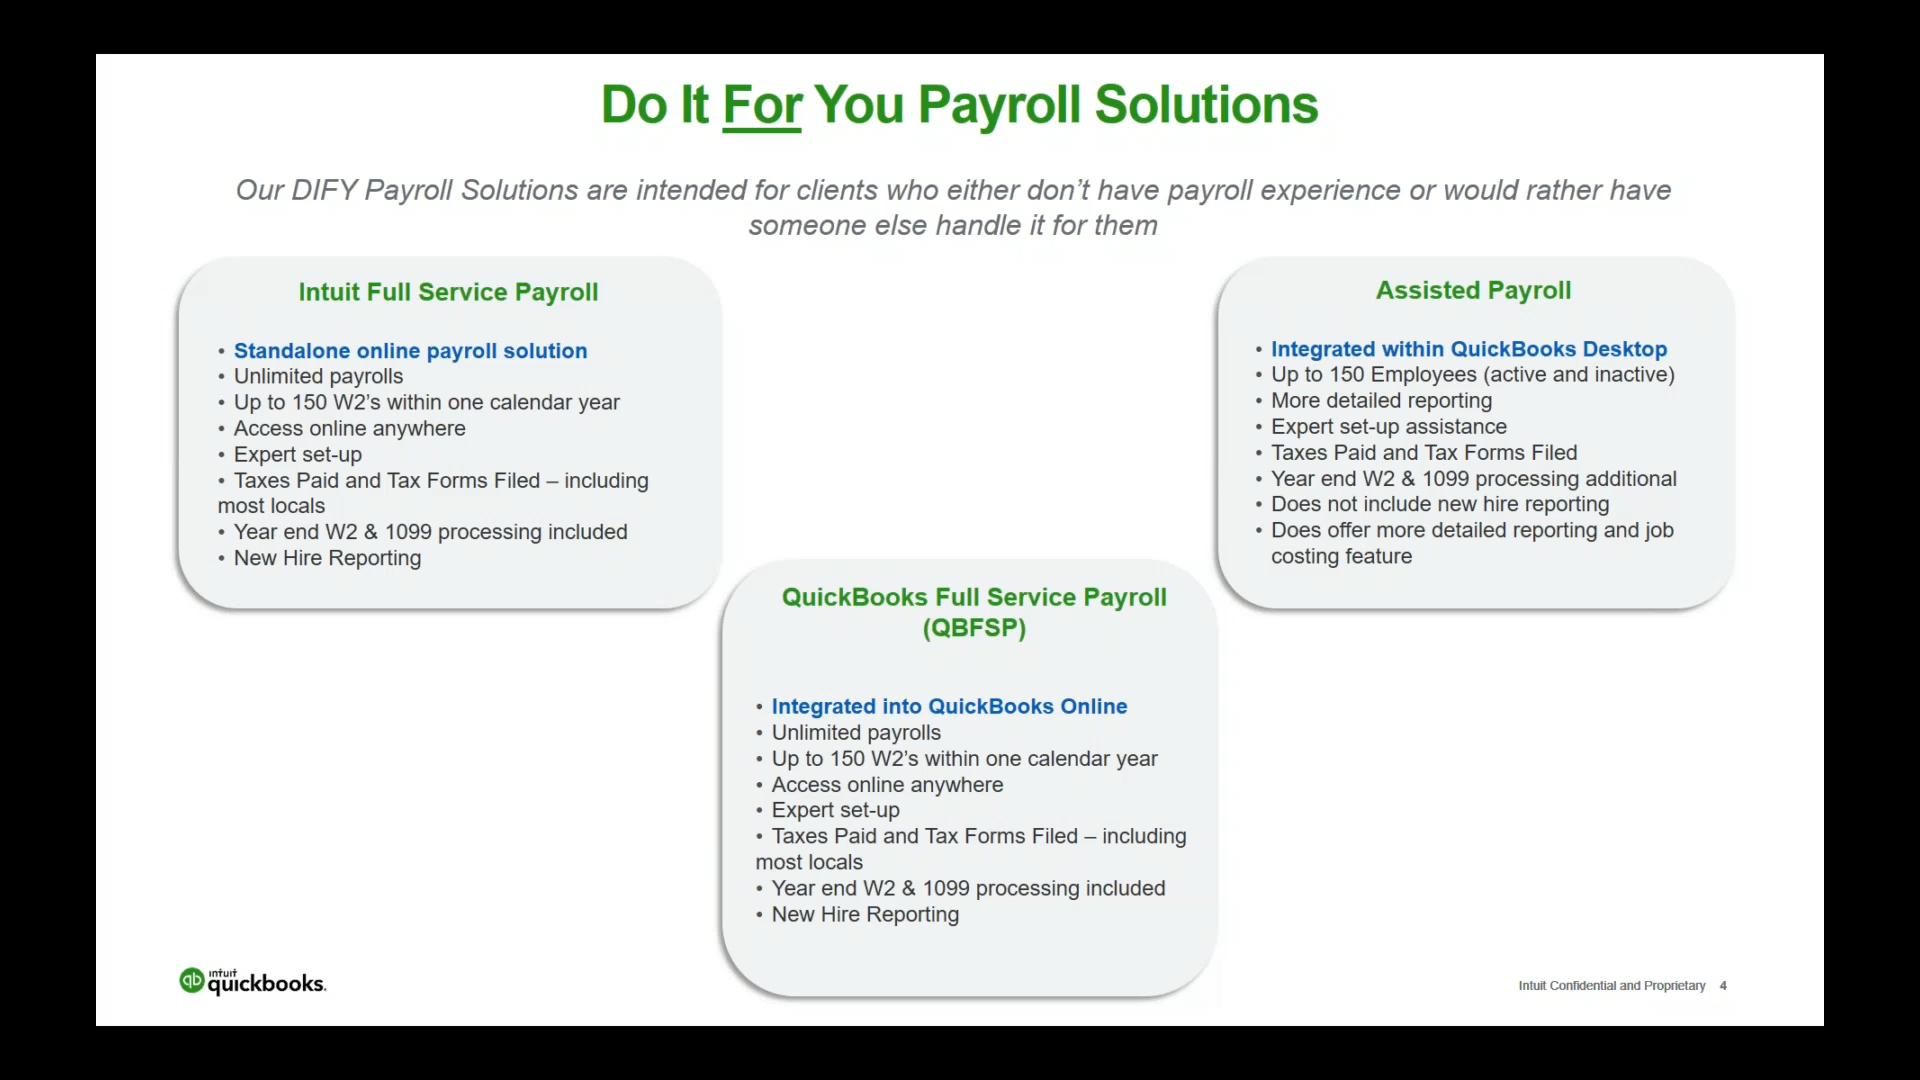 Do It For You Payroll Solutions
Our DIFY Payroll Solutions are intended for clients who either don’t have payroll experience or would rather have
someone else handle it for them
Intuit Full Service Payroll
• Standalone online payroll solution
• Unlimited payrolls
• Up to 150 W2’s within one calendar year
• Access online anywhere
• Expert set-up
• Taxes Paid and Tax Forms Filed – including
most locals
• Year end W2 & 1099 processing included
• New Hire Reporting
Assisted Payroll
• Integrated within QuickBooks Desktop
• Up to 150 Employees (active and inactive)
• More detailed reporting
• Expert set-up assistance
• Taxes Paid and Tax Forms Filed
• Year end W2 & 1099 processing additional
• Does not include new hire reporting
• Does offer more detailed reporting and job
costing feature
QuickBooks Full Service Payroll
(QBFSP)
• Integrated into QuickBooks Online
• Unlimited payrolls
• Up to 150 W2’s within one calendar year
• Access online anywhere
• Expert set-up
• Taxes Paid and Tax Forms Filed – including
most locals
• Year end W2 & 1099 processing included
• New Hire Reporting
qb intuit
quickbooks.
Intuit Confidential and Proprietary 4